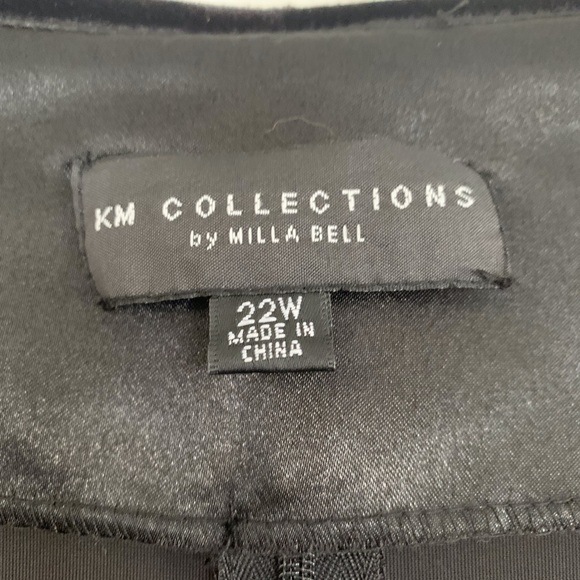 KM COLLECTIONS
by MILLA BELL
22W
MADE IN
CHINA